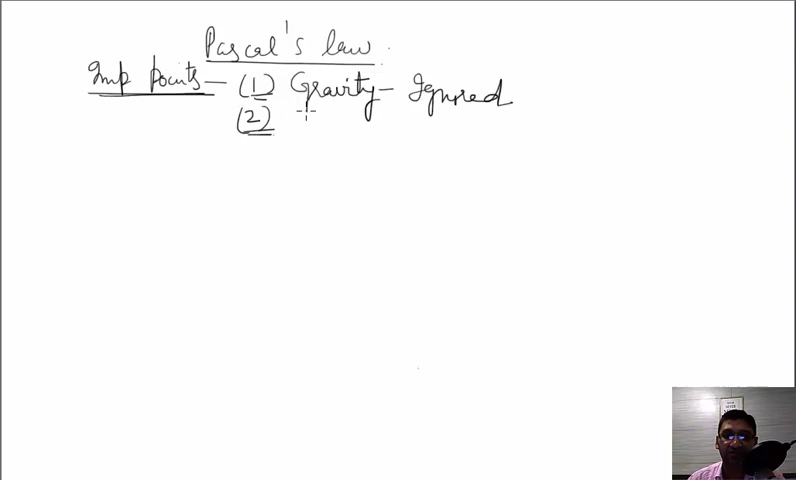 Pascal's law.
Imp points - (1) Gravity - Ignored
(2)